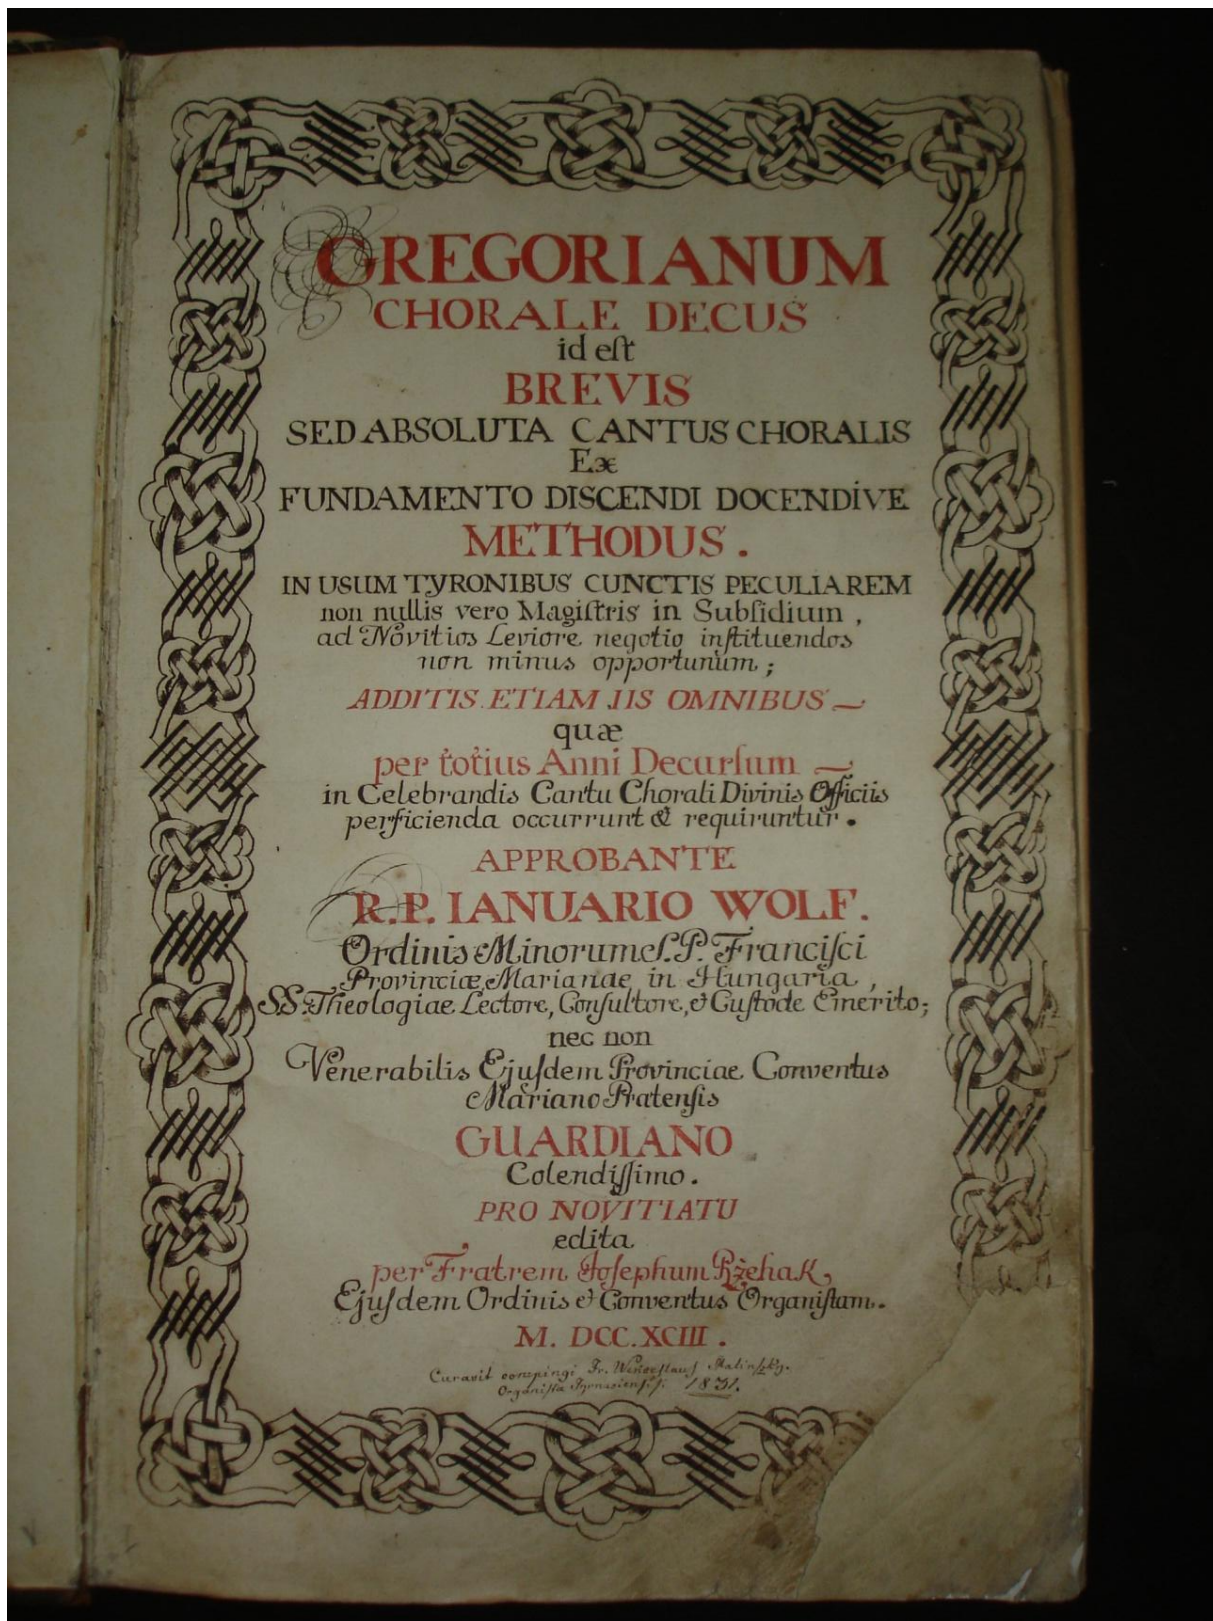 GREGORIANUM
CHORALE DECUS
id eſt
BREVIS
SED ABSOLUTA CANTUS CHORALIS
Ex
FUNDAMENTO DISCENDI DOCENDIVE
METHODUS.
IN USUM TYRONIBUS CUNCTIS PECULIAREM
non nullis vero Magiſtris in Subſidium,
ad Novitios Leviore negotio inſtituendos
non minus opportunum;
ADDITIS ETIAM IIS OMNIBUS
quæ
per totius Anni Decurſum
in Celebrandis Cantu Chorali Divinis Officiis
perficienda occurrunt & requiruntur.
APPROBANTE
R.P. IANUARIO WOLF.
Ordinis Minorum S.P. Franciſci
Provinciæ Marianae in Hungaria,
SS. Theologiae Lectore, Conſultore, & Cuſtode Emerito;
nec non
Venerabilis Ejuſdem Provinciae Conventus
Mariano Pratenſis
GUARDIANO
Colendiſſimo.
PRO NOVITIATU
edita
per Fratrem Joſephum Ržehak,
Ejuſdem Ordinis & Conventus Organiſtam.
M. DCC. XCIII.
Curavit compingi Fr.
Organiſta Tyrnaviensis. 1831.